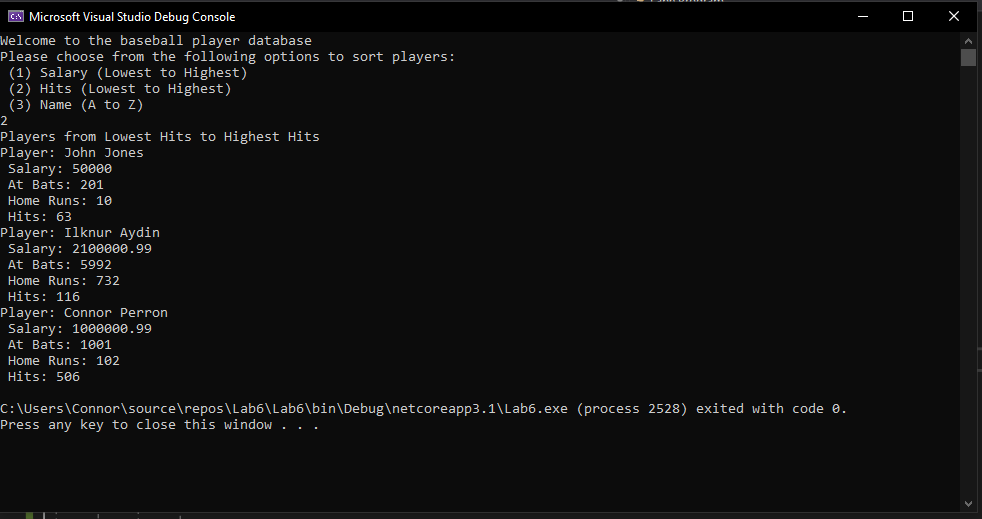 Microsoft Visual Studio Debug Console
Welcome to the baseball player database
Please choose from the following options to sort players:
(1) Salary (Lowest to Highest)
(2) Hits (Lowest to Highest)
(3) Name (A to Z)
2
Players from Lowest Hits to Highest Hits
Player: John Jones
Salary: 50000
At Bats: 201
Home Runs: 10
Hits: 63
Player: Ilknur Aydin
Salary: 2100000.99
At Bats: 5992
Home Runs: 732
Hits: 116
Player: Connor Perron
Salary: 1000000.99
At Bats: 1001
Home Runs: 102
Hits: 506
C:\Users\Connor\source\repos\Lab6\Lab6\bin\Debug\netcoreapp3.1\Lab6.exe (process 2528) exited with code 0.
Press any key to close this window . . .